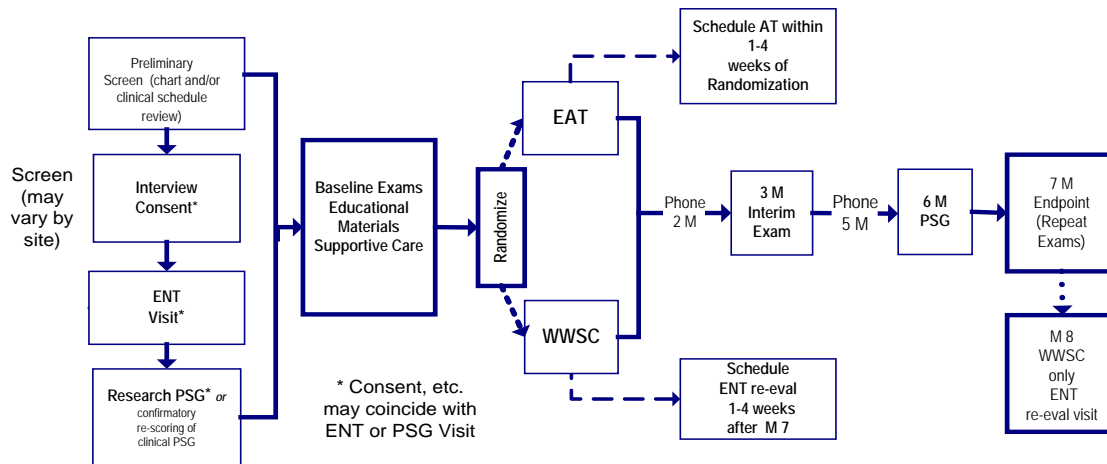 Screen
(may
vary by
site)
Preliminary
Screen (chart and/or
clinical schedule
review)
Interview
Consent*
ENT
Visit*
Research PSG* or
confirmatory
re-scoring of
clinical PSG
Baseline Exams
Educational
Materials
Supportive Care
* Consent, etc.
may coincide with
ENT or PSG Visit
Randomize
EAT
WWSC
Schedule AT within
1-4
weeks of
Randomization
Schedule
ENT re-eval
1-4 weeks
after M 7
Phone
2 M
3 M
Interim
Exam
Phone
5 M
6 M
PSG
7 M
Endpoint
(Repeat
Exams)
M 8
WWSC
only
ENT
re-eval visit